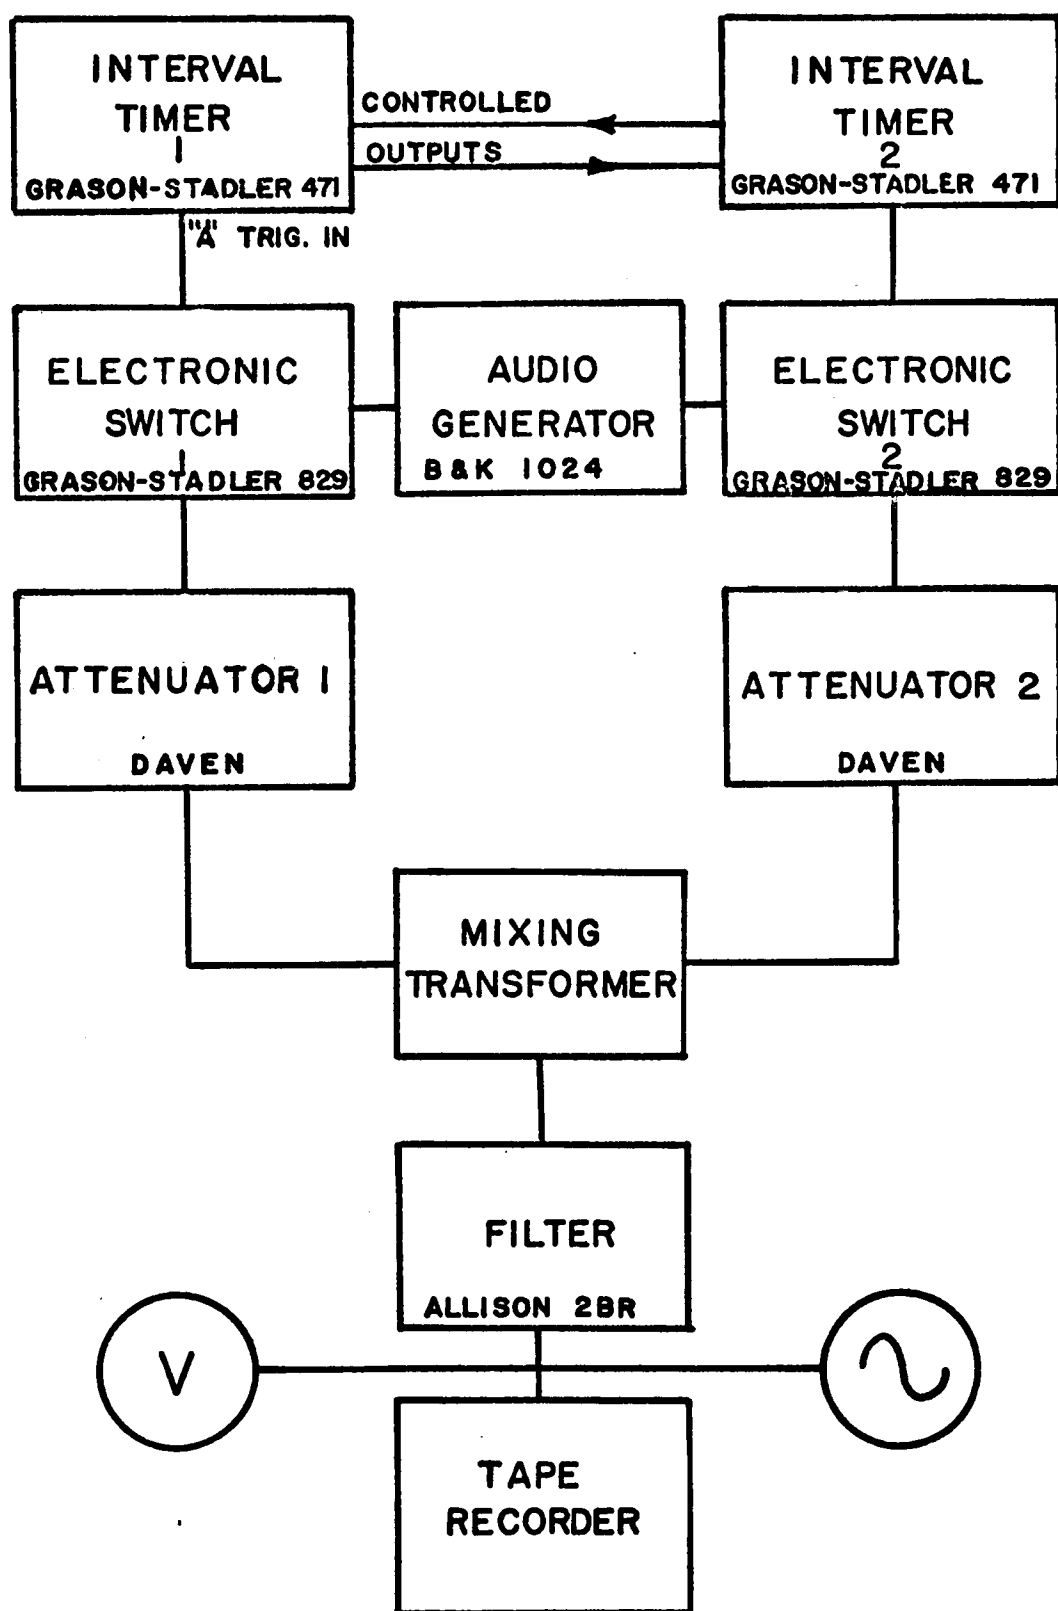 INTERVAL
TIMER
1
GRASON-STADLER 471
CONTROLLED
OUTPUTS
INTERVAL
TIMER
2
GRASON-STADLER 471
"A" TRIG. IN
ELECTRONIC
SWITCH
1
GRASON-STADLER 829
AUDIO
GENERATOR
B & K 1024
ELECTRONIC
SWITCH
2
GRASON-STADLER 829
ATTENUATOR 1
DAVEN
ATTENUATOR 2
DAVEN
MIXING
TRANSFORMER
FILTER
ALLISON 2BR
V
TAPE
RECORDER